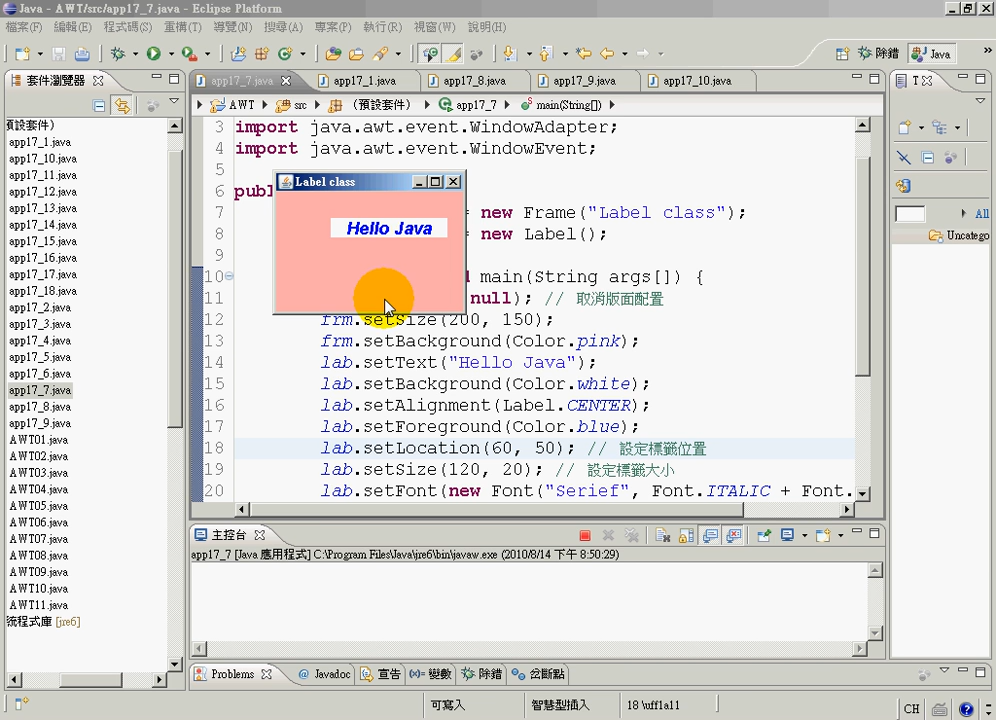 Java - AWT/src/app17_7.java - Eclipse Platform
檔案(F) 編輯(E) 程式碼(S) 重構(T) 導覽(N) 搜尋(A) 專案(P) 執行(R) 視窗(W) 說明(H)
除錯 Java
套件瀏覽器
app17_7.java app17_1.java app17_8.java app17_9.java app17_10.java
AWT src (預設套件) app17_7 main(String[])
預設套件)
app17_1.java
app17_10.java
app17_11.java
app17_12.java
app17_13.java
app17_14.java
app17_15.java
app17_16.java
app17_17.java
app17_18.java
app17_2.java
app17_3.java
app17_4.java
app17_5.java
app17_6.java
app17_7.java
app17_8.java
app17_9.java
AWT01.java
AWT02.java
AWT03.java
AWT04.java
AWT05.java
AWT06.java
AWT07.java
AWT08.java
AWT09.java
AWT10.java
AWT11.java
統程式庫 [jre6]
3 import java.awt.event.WindowAdapter;
4 import java.awt.event.WindowEvent;
5
6 publ
7 = new Frame("Label class");
8 = new Label();
9
10 main(String args[]) {
11 null); // 取消版面配置
12 frm.setSize(200, 150);
13 frm.setBackground(Color.pink);
14 lab.setText("Hello Java");
15 lab.setBackground(Color.white);
16 lab.setAlignment(Label.CENTER);
17 lab.setForeground(Color.blue);
18 lab.setLocation(60, 50); // 設定標籤位置
19 lab.setSize(120, 20); // 設定標籤大小
20 lab.setFont(new Font("Serief", Font.ITALIC + Font.
Label class
Hello Java
T
All
Uncatego
主控台
app17_7 [Java 應用程式] C:\Program Files\Java\jre6\bin\javaw.exe (2010/8/14 下午 8:50:29)
Problems Javadoc 宣告 變數 除錯 岔斷點
可寫入 智慧型插入 18 \uff1a11
CH